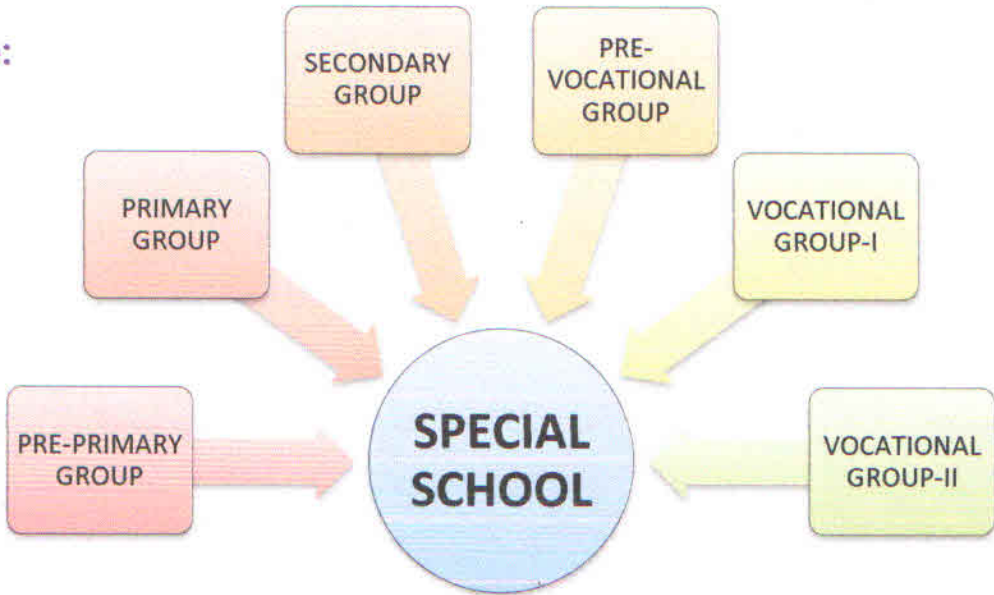 :
SECONDARY
GROUP
PRE-
VOCATIONAL
GROUP
PRIMARY
GROUP
VOCATIONAL
GROUP-I
PRE-PRIMARY
GROUP
SPECIAL
SCHOOL
VOCATIONAL
GROUP-II